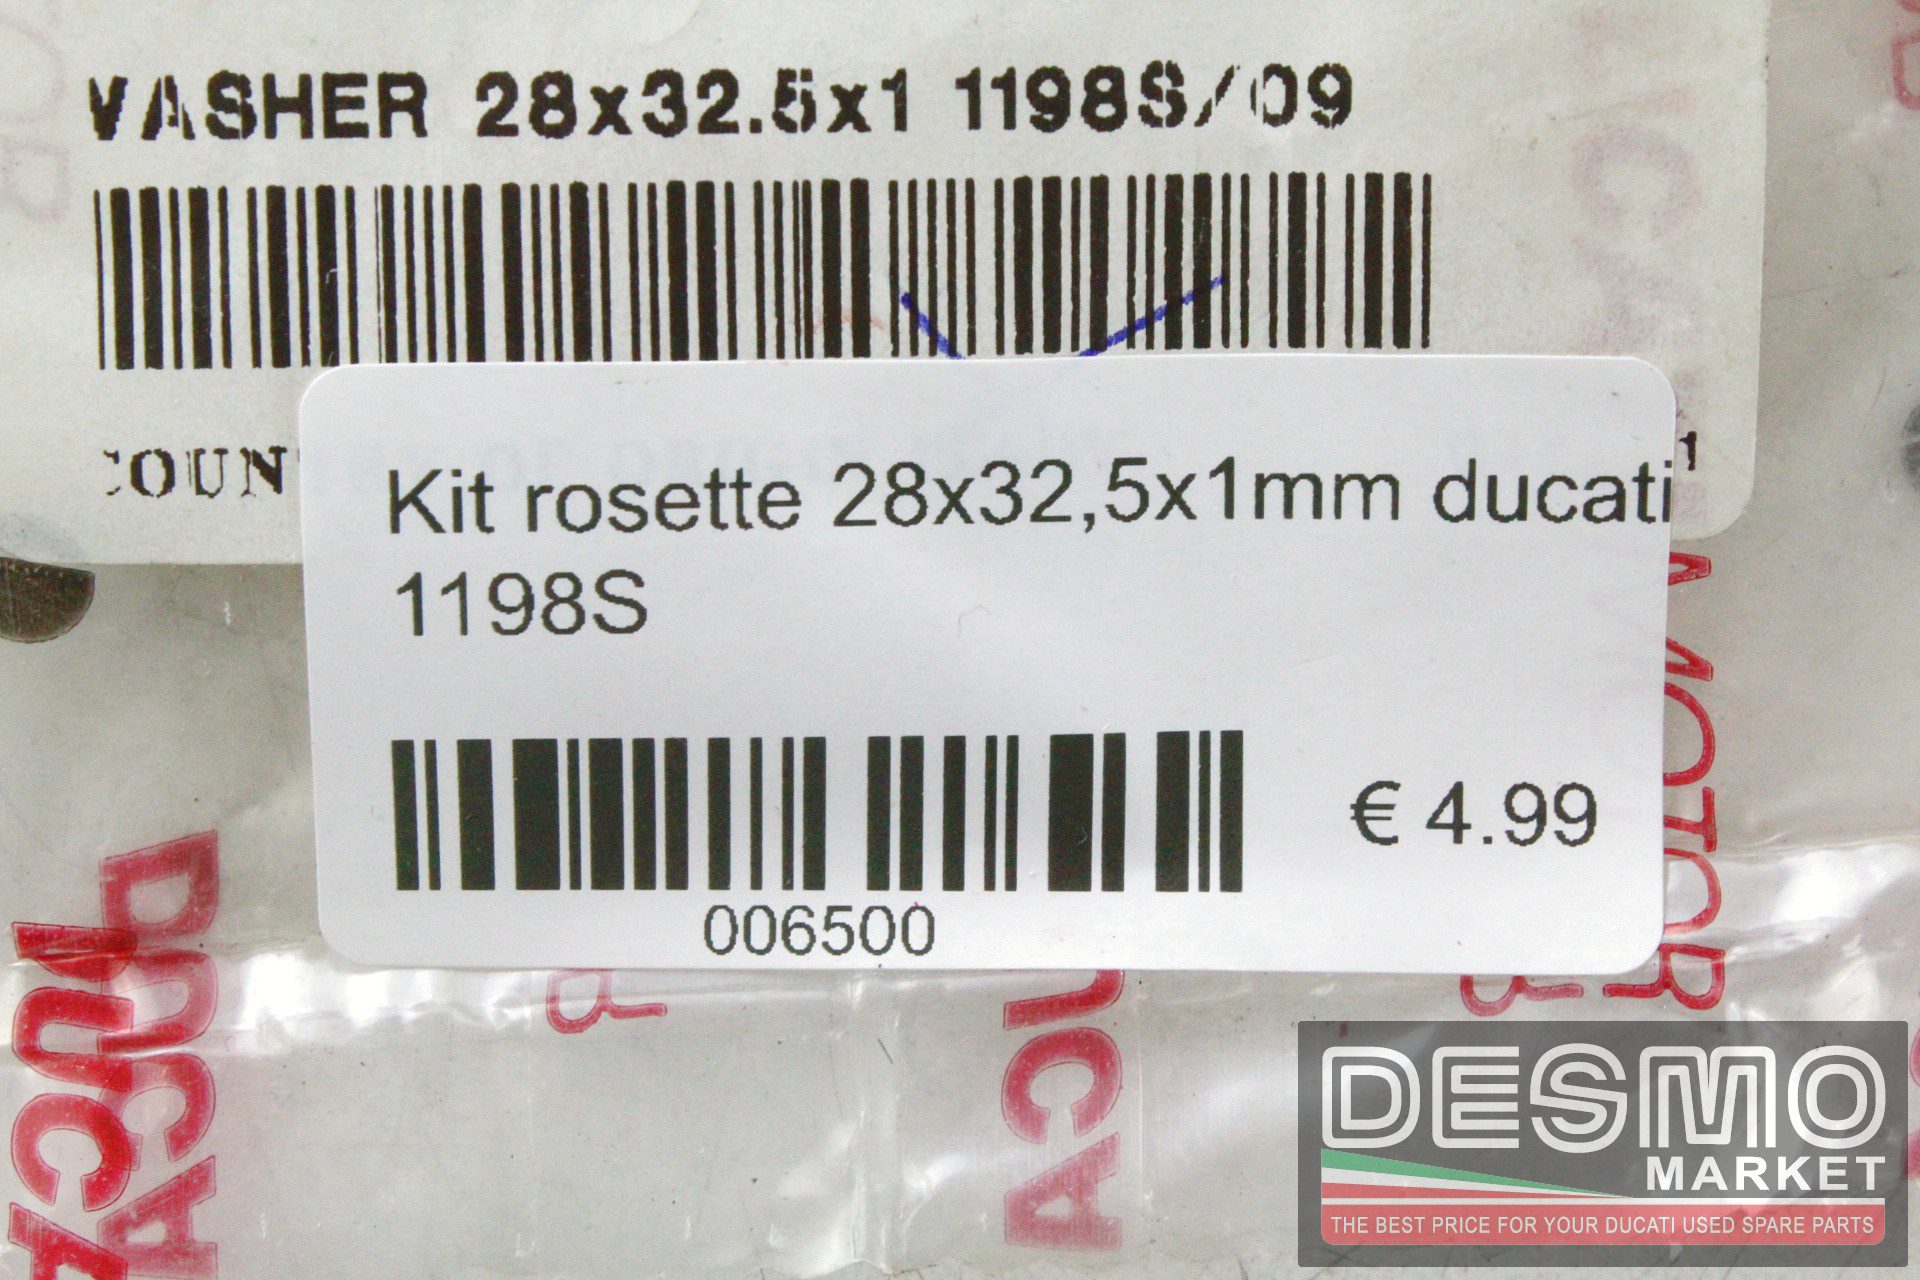 WASHER 28x32.5x1 1198S/09
Kit rosette 28x32,5x1mm ducati
1198S
€ 4.99
006500
DESMO
MARKET
THE BEST PRICE FOR YOUR DUCATI USED SPARE PARTS